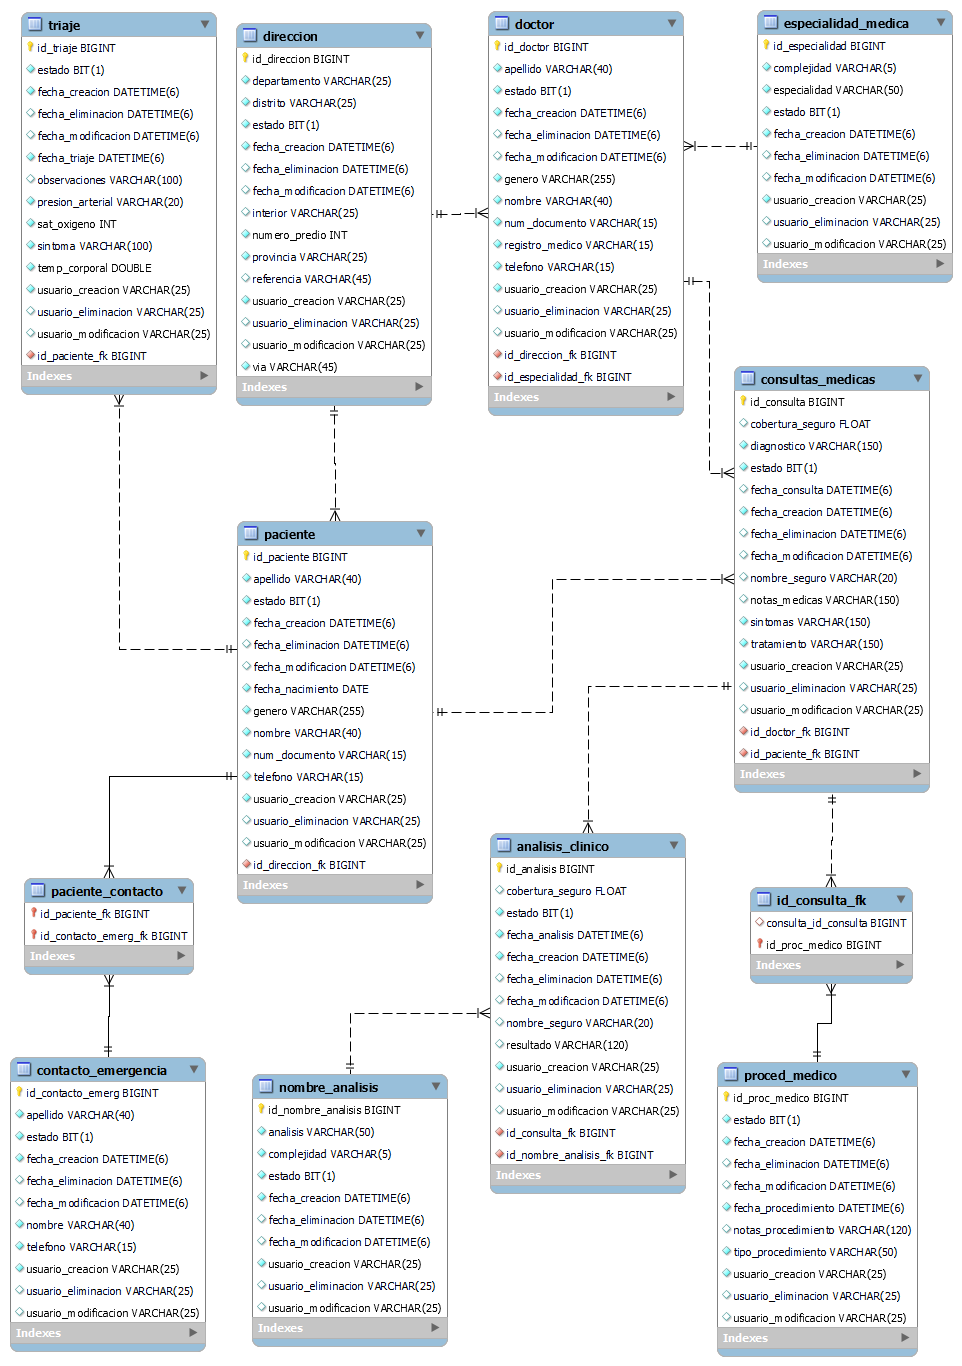 triaje
id_triaje BIGINT
estado BIT(1)
fecha_creacion DATETIME(6)
fecha_eliminacion DATETIME(6)
fecha_modificacion DATETIME(6)
fecha_triaje DATETIME(6)
observaciones VARCHAR(100)
presion_arterial VARCHAR(20)
sat_oxigeno INT
sintoma VARCHAR(100)
temp_corporal DOUBLE
usuario_creacion VARCHAR(25)
usuario_eliminacion VARCHAR(25)
usuario_modificacion VARCHAR(25)
id_paciente_fk BIGINT
Indexes
direccion
id_direccion BIGINT
departamento VARCHAR(25)
distrito VARCHAR(25)
estado BIT(1)
fecha_creacion DATETIME(6)
fecha_eliminacion DATETIME(6)
fecha_modificacion DATETIME(6)
interior VARCHAR(25)
numero_predio INT
provincia VARCHAR(25)
referencia VARCHAR(45)
usuario_creacion VARCHAR(25)
usuario_eliminacion VARCHAR(25)
usuario_modificacion VARCHAR(25)
via VARCHAR(45)
Indexes
doctor
id_doctor BIGINT
apellido VARCHAR(40)
estado BIT(1)
fecha_creacion DATETIME(6)
fecha_eliminacion DATETIME(6)
fecha_modificacion DATETIME(6)
genero VARCHAR(255)
nombre VARCHAR(40)
num_documento VARCHAR(15)
registro_medico VARCHAR(15)
telefono VARCHAR(15)
usuario_creacion VARCHAR(25)
usuario_eliminacion VARCHAR(25)
usuario_modificacion VARCHAR(25)
id_direccion_fk BIGINT
id_especialidad_fk BIGINT
Indexes
especialidad_medica
id_especialidad BIGINT
complejidad VARCHAR(5)
especialidad VARCHAR(50)
estado BIT(1)
fecha_creacion DATETIME(6)
fecha_eliminacion DATETIME(6)
fecha_modificacion DATETIME(6)
usuario_creacion VARCHAR(25)
usuario_eliminacion VARCHAR(25)
usuario_modificacion VARCHAR(25)
Indexes
consultas_medicas
id_consulta BIGINT
cobertura_seguro FLOAT
diagnostico VARCHAR(150)
estado BIT(1)
fecha_consulta DATETIME(6)
fecha_creacion DATETIME(6)
fecha_eliminacion DATETIME(6)
fecha_modificacion DATETIME(6)
nombre_seguro VARCHAR(20)
notas_medicas VARCHAR(150)
sintomas VARCHAR(150)
tratamiento VARCHAR(150)
usuario_creacion VARCHAR(25)
usuario_eliminacion VARCHAR(25)
usuario_modificacion VARCHAR(25)
id_doctor_fk BIGINT
id_paciente_fk BIGINT
Indexes
paciente
id_paciente BIGINT
apellido VARCHAR(40)
estado BIT(1)
fecha_creacion DATETIME(6)
fecha_eliminacion DATETIME(6)
fecha_modificacion DATETIME(6)
fecha_nacimiento DATE
genero VARCHAR(255)
nombre VARCHAR(40)
num_documento VARCHAR(15)
telefono VARCHAR(15)
usuario_creacion VARCHAR(25)
usuario_eliminacion VARCHAR(25)
usuario_modificacion VARCHAR(25)
id_direccion_fk BIGINT
Indexes
paciente_contacto
id_paciente_fk BIGINT
id_contacto_emerg_fk BIGINT
Indexes
analisis_clinico
id_analisis BIGINT
cobertura_seguro FLOAT
estado BIT(1)
fecha_analisis DATETIME(6)
fecha_creacion DATETIME(6)
fecha_eliminacion DATETIME(6)
fecha_modificacion DATETIME(6)
nombre_seguro VARCHAR(20)
resultado VARCHAR(120)
usuario_creacion VARCHAR(25)
usuario_eliminacion VARCHAR(25)
usuario_modificacion VARCHAR(25)
id_consulta_fk BIGINT
id_nombre_analisis_fk BIGINT
Indexes
id_consulta_fk
consulta_id_consulta BIGINT
id_proc_medico BIGINT
Indexes
contacto_emergencia
id_contacto_emerg BIGINT
apellido VARCHAR(40)
estado BIT(1)
fecha_creacion DATETIME(6)
fecha_eliminacion DATETIME(6)
fecha_modificacion DATETIME(6)
nombre VARCHAR(40)
telefono VARCHAR(15)
usuario_creacion VARCHAR(25)
usuario_eliminacion VARCHAR(25)
usuario_modificacion VARCHAR(25)
Indexes
nombre_analisis
id_nombre_analisis BIGINT
analisis VARCHAR(50)
complejidad VARCHAR(5)
estado BIT(1)
fecha_creacion DATETIME(6)
fecha_eliminacion DATETIME(6)
fecha_modificacion DATETIME(6)
usuario_creacion VARCHAR(25)
usuario_eliminacion VARCHAR(25)
usuario_modificacion VARCHAR(25)
Indexes
proced_medico
id_proc_medico BIGINT
estado BIT(1)
fecha_creacion DATETIME(6)
fecha_eliminacion DATETIME(6)
fecha_modificacion DATETIME(6)
fecha_procedimiento DATETIME(6)
notas_procedimiento VARCHAR(120)
tipo_procedimiento VARCHAR(50)
usuario_creacion VARCHAR(25)
usuario_eliminacion VARCHAR(25)
usuario_modificacion VARCHAR(25)
Indexes